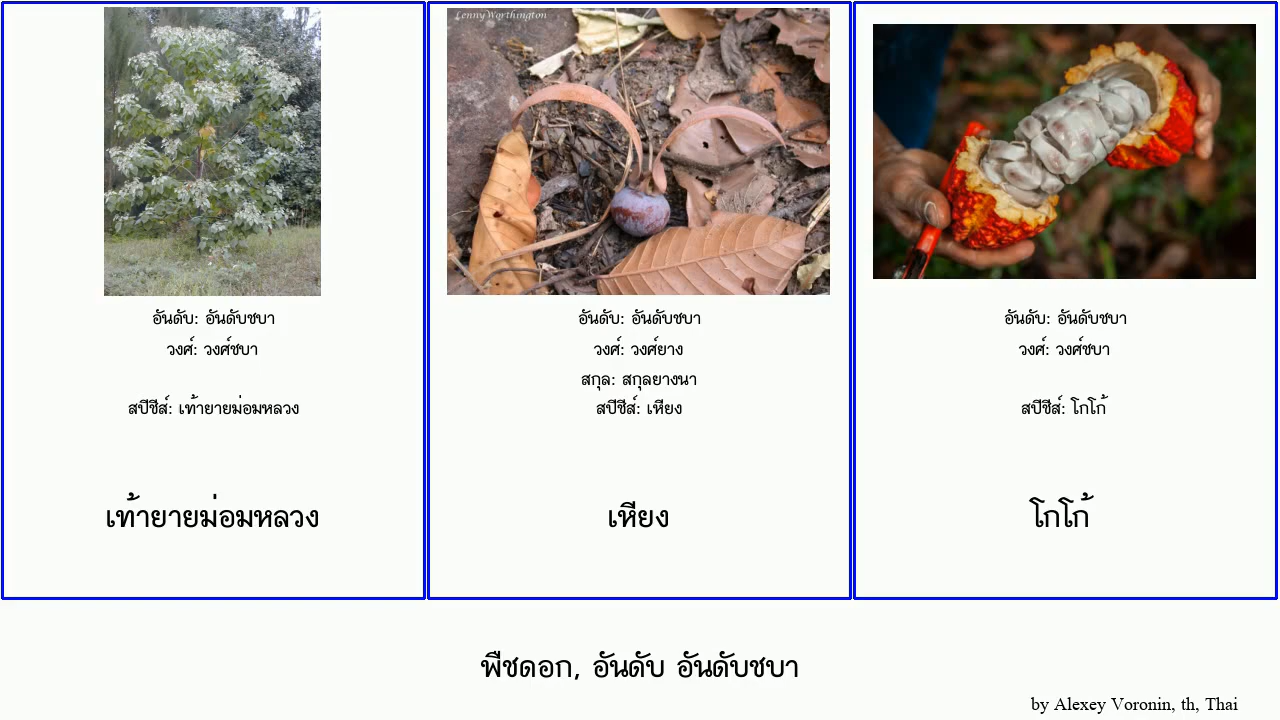 LennyWorthington
อันดับ: อันดับชบา
วงศ์: วงศ์ชบา
สปีชีส์: เท้ายายม่อมหลวง
เท้ายายม่อมหลวง
อันดับ: อันดับชบา
วงศ์: วงศ์ยาง
สกุล: สกุลยางนา
สปีชีส์: เหียง
เหียง
อันดับ: อันดับชบา
วงศ์: วงศ์ชบา
สปีชีส์: โกโก้
โกโก้
พืชดอก, อันดับ อันดับชบา
by Alexey Voronin, th, Thai